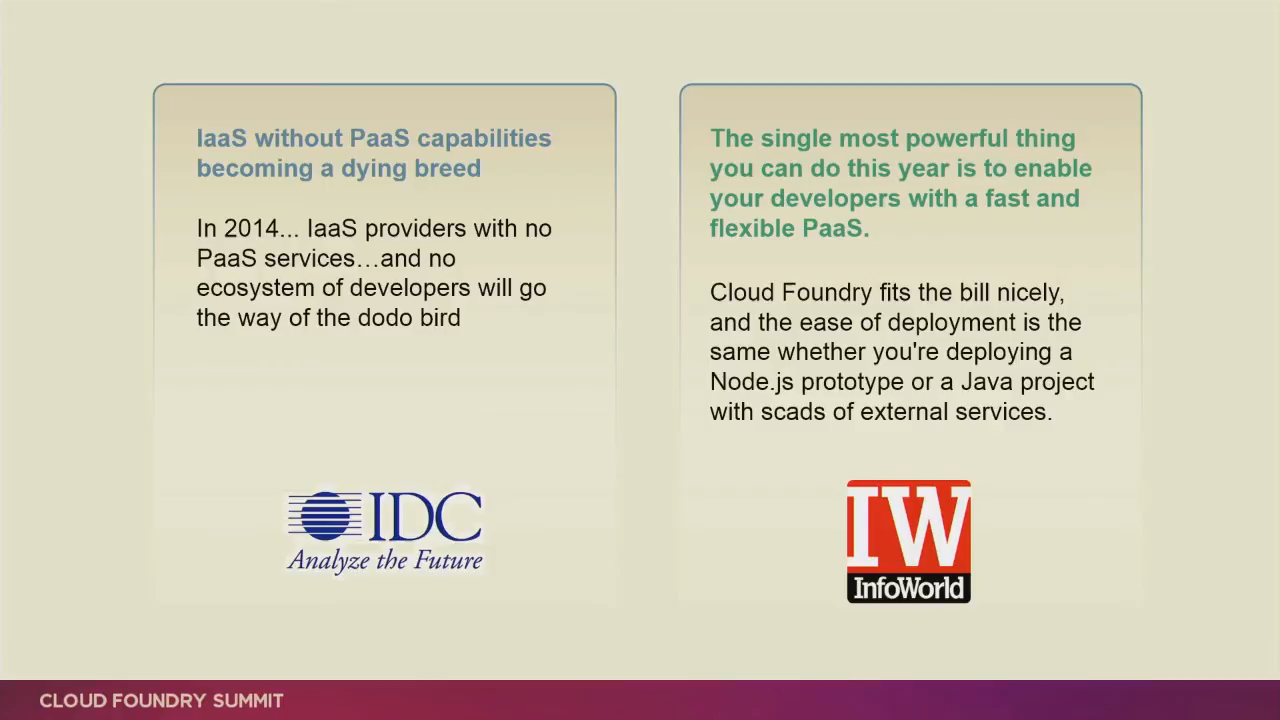 IaaS without PaaS capabilities
becoming a dying breed
In 2014... IaaS providers with no
PaaS services…and no
ecosystem of developers will go
the way of the dodo bird
IDC
Analyze the Future
The single most powerful thing
you can do this year is to enable
your developers with a fast and
flexible PaaS.
Cloud Foundry fits the bill nicely,
and the ease of deployment is the
same whether you're deploying a
Node.js prototype or a Java project
with scads of external services.
IW
InfoWorld
CLOUD FOUNDRY SUMMIT